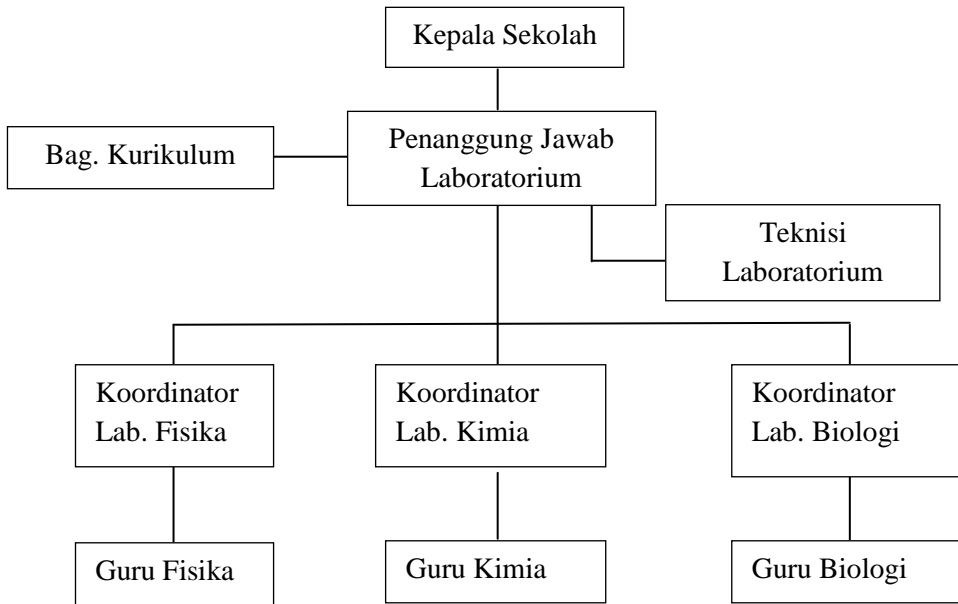 Kepala Sekolah
Bag. Kurikulum
Penanggung Jawab
Laboratorium
Teknisi
Laboratorium
Koordinator
Lab. Fisika
Koordinator
Lab. Kimia
Koordinator
Lab. Biologi
Guru Fisika
Guru Kimia
Guru Biologi